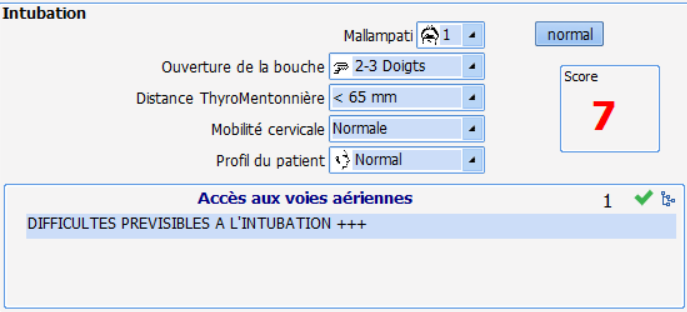 Intubation
Mallampati 1 normal
Ouverture de la bouche 2-3 Doigts
Score
Distance ThyroMentonnière < 65 mm
7
Mobilité cervicale Normale
Profil du patient Normal
Accès aux voies aériennes 1
DIFFICULTES PREVISIBLES A L'INTUBATION +++